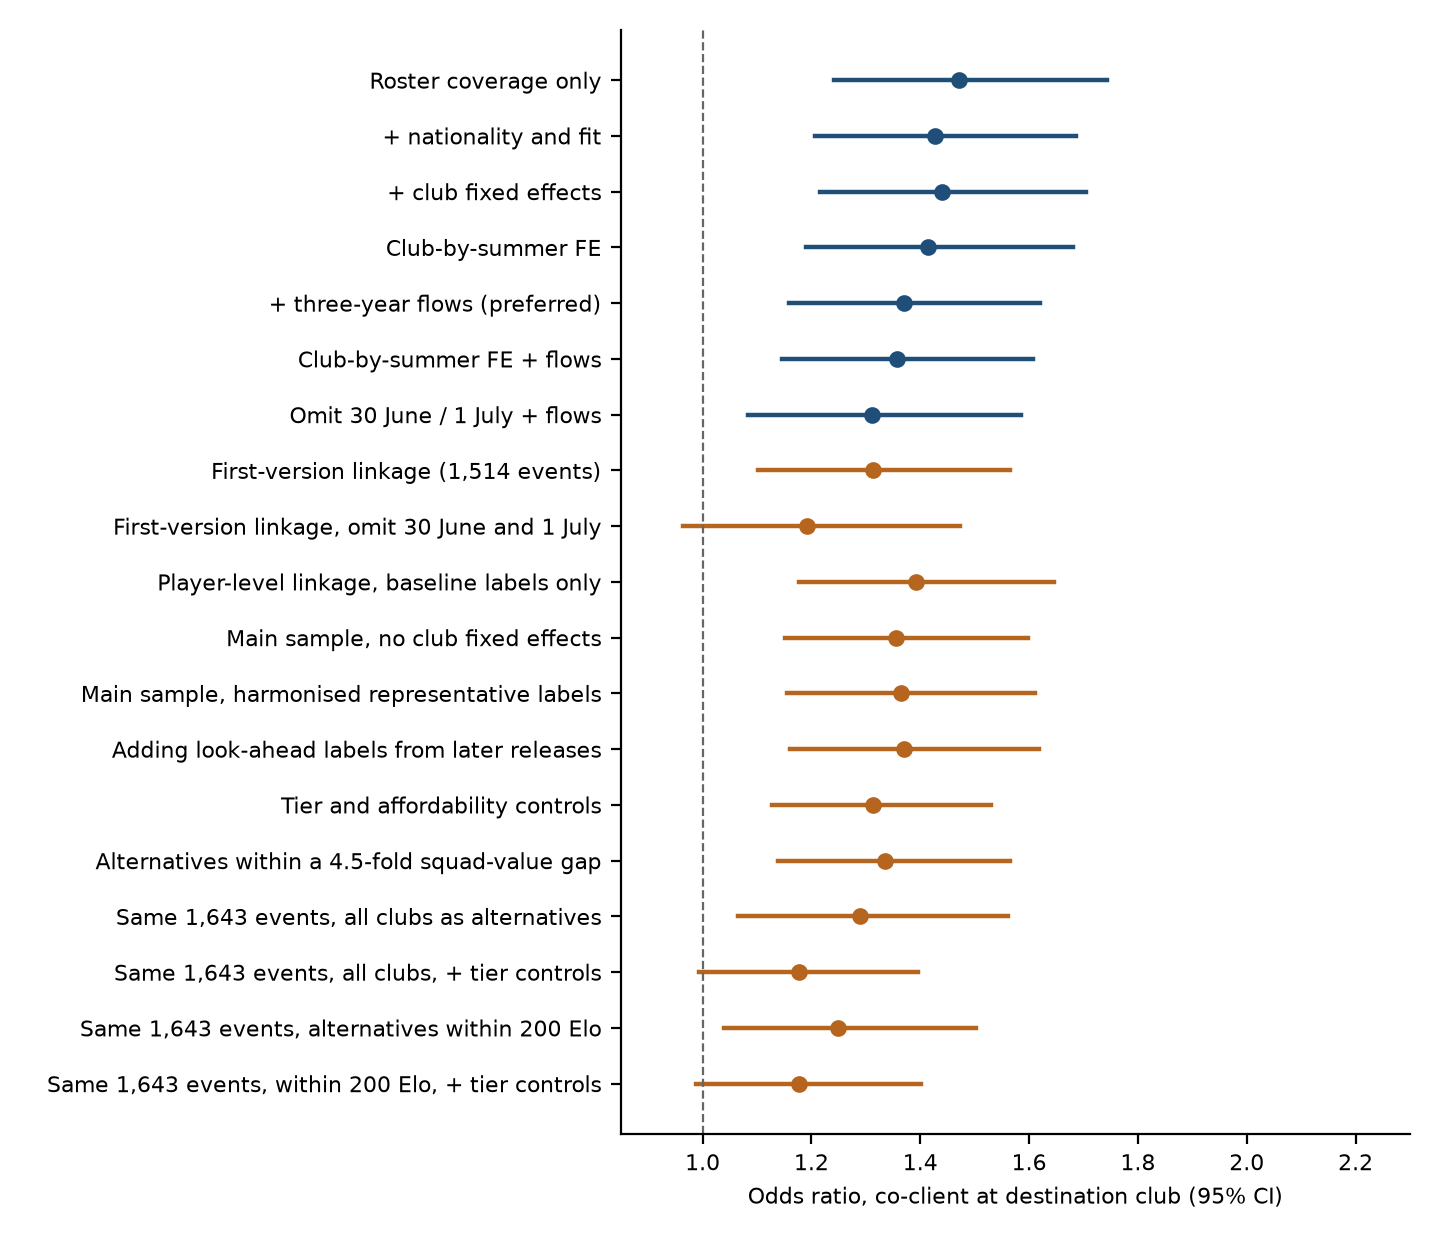 Roster coverage only
+ nationality and fit
+ club fixed effects
Club-by-summer FE
+ three-year flows (preferred)
Club-by-summer FE + flows
Omit 30 June / 1 July + flows
First-version linkage (1,514 events)
First-version linkage, omit 30 June and 1 July
Player-level linkage, baseline labels only
Main sample, no club fixed effects
Main sample, harmonised representative labels
Adding look-ahead labels from later releases
Tier and affordability controls
Alternatives within a 4.5-fold squad-value gap
Same 1,643 events, all clubs as alternatives
Same 1,643 events, all clubs, + tier controls
Same 1,643 events, alternatives within 200 Elo
Same 1,643 events, within 200 Elo, + tier controls
1.0 1.2 1.4 1.6 1.8 2.0 2.2
Odds ratio, co-client at destination club (95% CI)